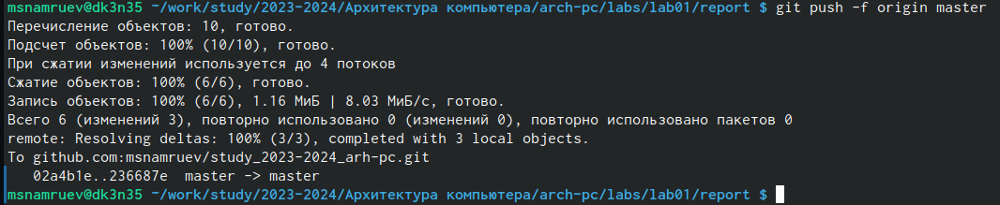 msnamruev@dk3n35 ~/work/study/2023-2024/Архитектура компьютера/arch-pc/labs/lab01/report $ git push -f origin master
Перечисление объектов: 10, готово.
Подсчет объектов: 100% (10/10), готово.
При сжатии изменений используется до 4 потоков
Сжатие объектов: 100% (6/6), готово.
Запись объектов: 100% (6/6), 1.16 МиБ | 8.03 МиБ/с, готово.
Всего 6 (изменений 3), повторно использовано 0 (изменений 0), повторно использовано пакетов 0
remote: Resolving deltas: 100% (3/3), completed with 3 local objects.
To github.com:msnamruev/study_2023-2024_arh-pc.git
   02a4b1e..236687e  master -> master
msnamruev@dk3n35 ~/work/study/2023-2024/Архитектура компьютера/arch-pc/labs/lab01/report $